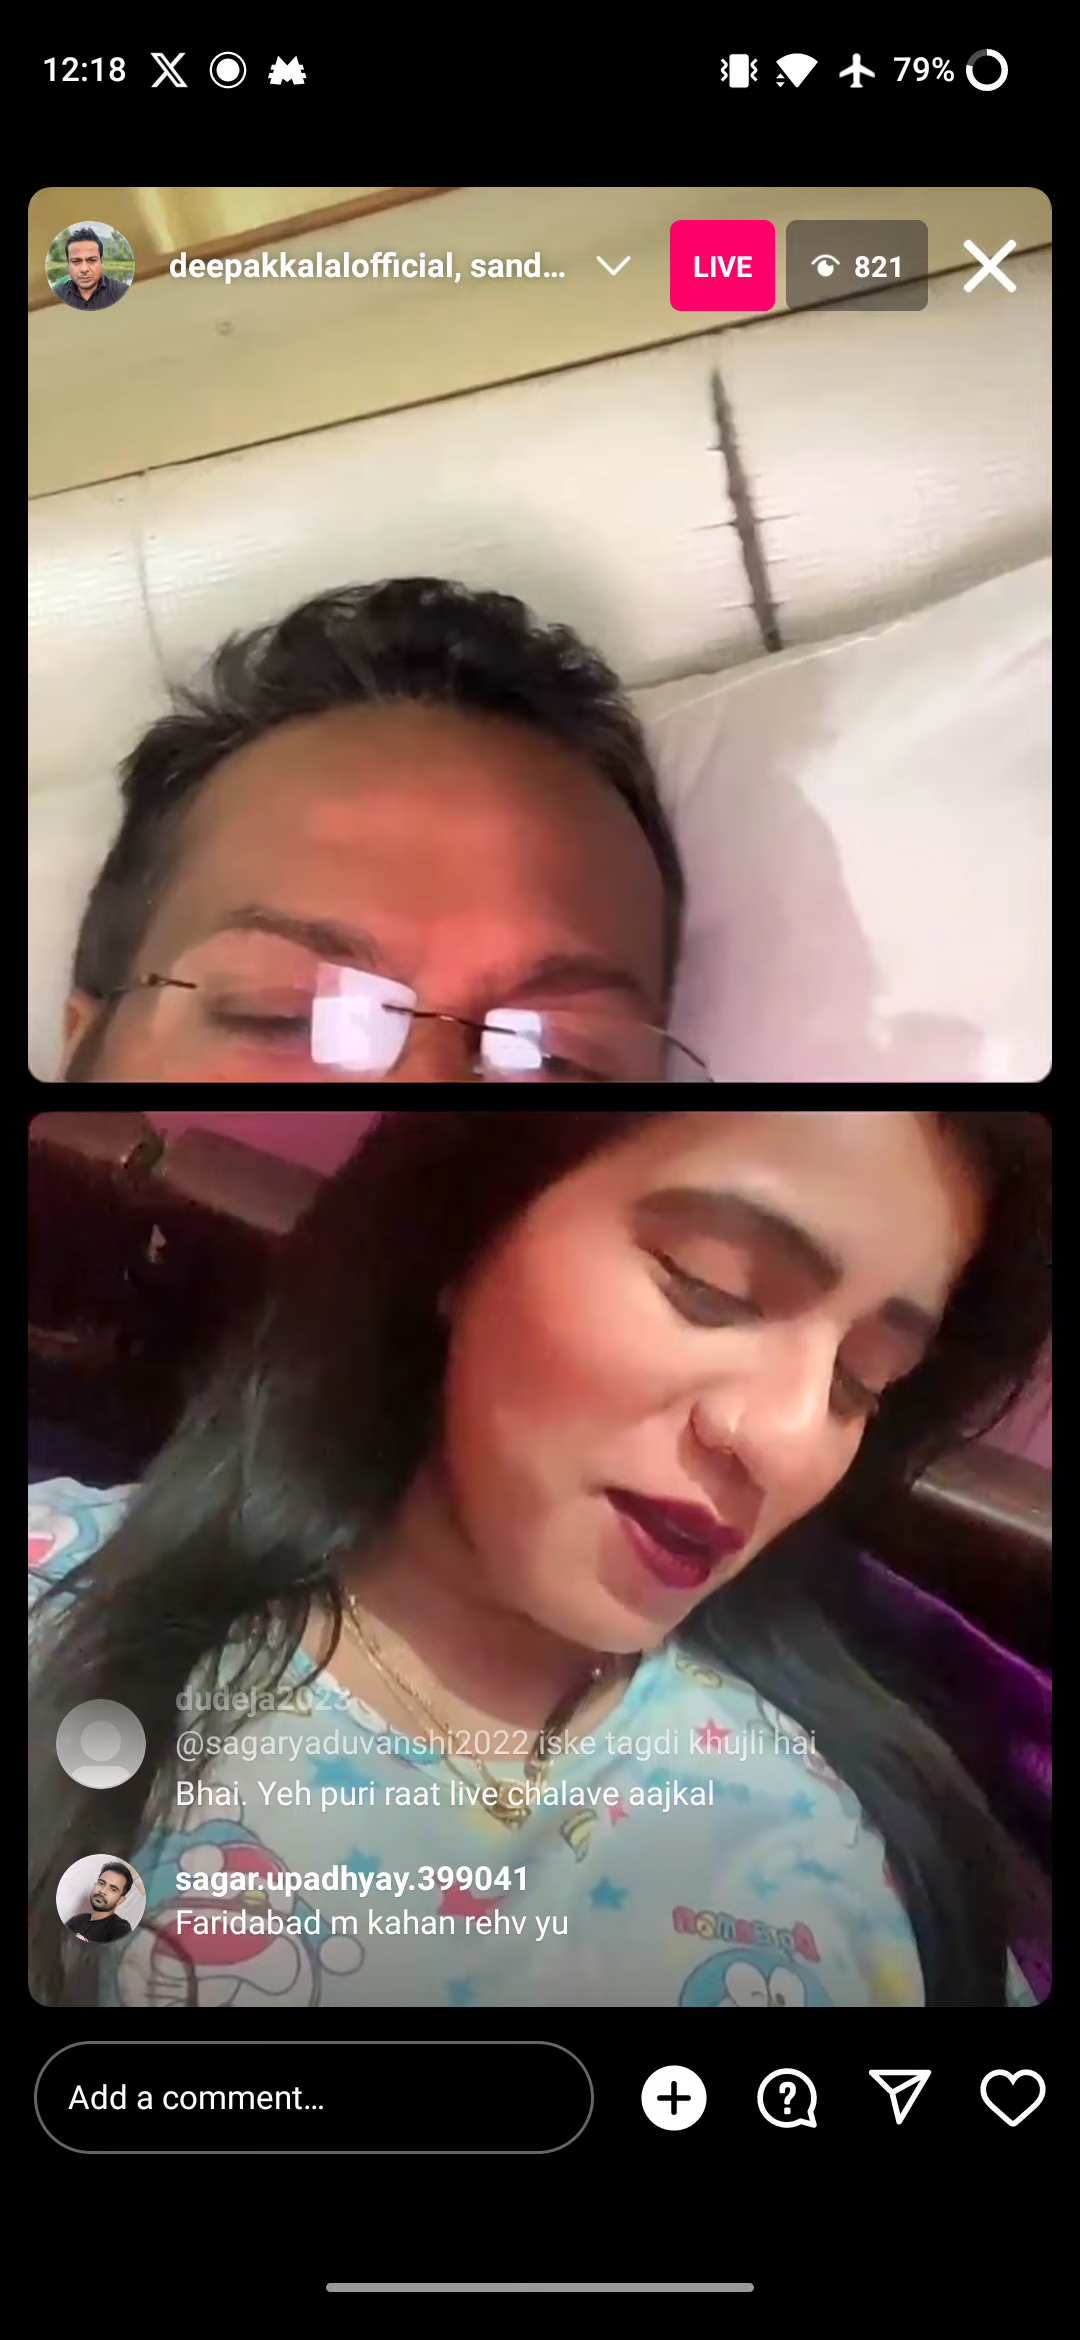 12:18
79%
deepakkalalofficial, sand...
LIVE
821
dudeja2023
@sagaryaduvanshi2022 iske tagdi khujli hai
Bhai. Yeh puri raat live chalave aajkal
sagar.upadhyay.399041
Faridabad m kahan rehv yu
Doraemon
Add a comment...